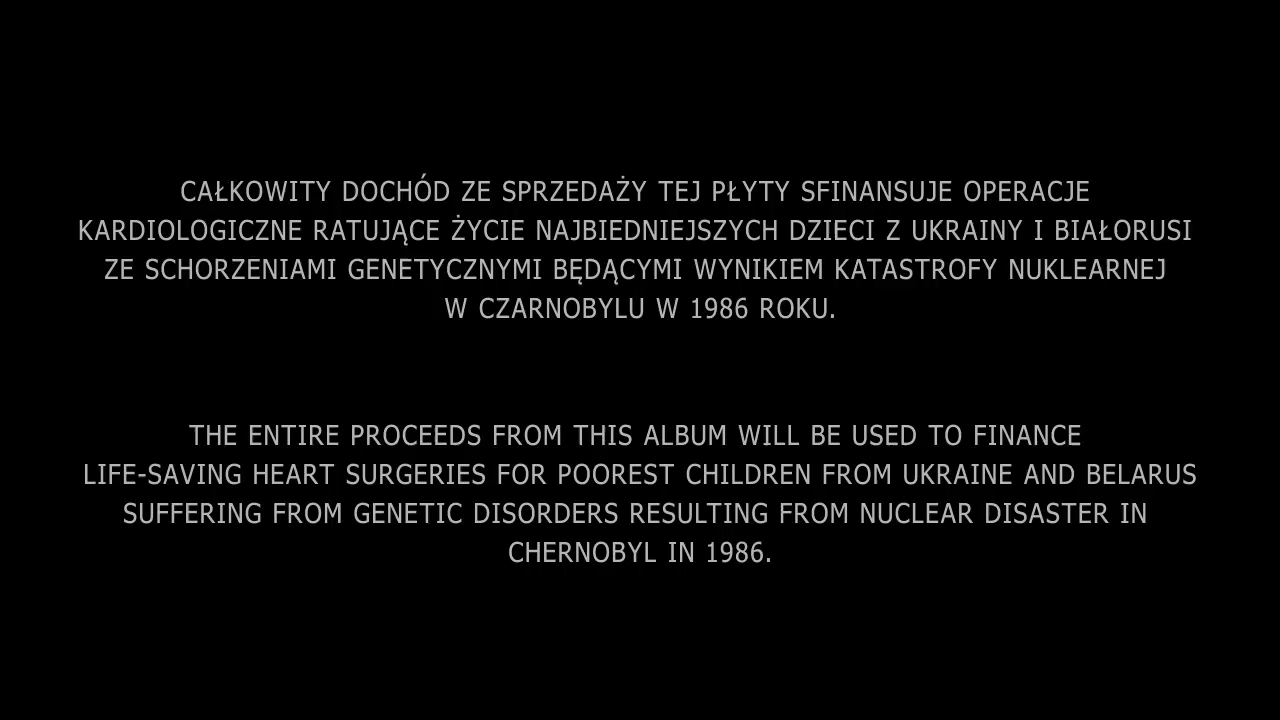 CAŁKOWITY DOCHÓD ZE SPRZEDAŻY TEJ PŁYTY SFINANSUJE OPERACJE
KARDIOLOGICZNE RATUJĄCE ŻYCIE NAJBIEDNIEJSZYCH DZIECI Z UKRAINY I BIAŁORUSI
ZE SCHORZENIAMI GENETYCZNYMI BĘDĄCYMI WYNIKIEM KATASTROFY NUKLEARNEJ
W CZARNOBYLU W 1986 ROKU.
THE ENTIRE PROCEEDS FROM THIS ALBUM WILL BE USED TO FINANCE
LIFE-SAVING HEART SURGERIES FOR POOREST CHILDREN FROM UKRAINE AND BELARUS
SUFFERING FROM GENETIC DISORDERS RESULTING FROM NUCLEAR DISASTER IN
CHERNOBYL IN 1986.